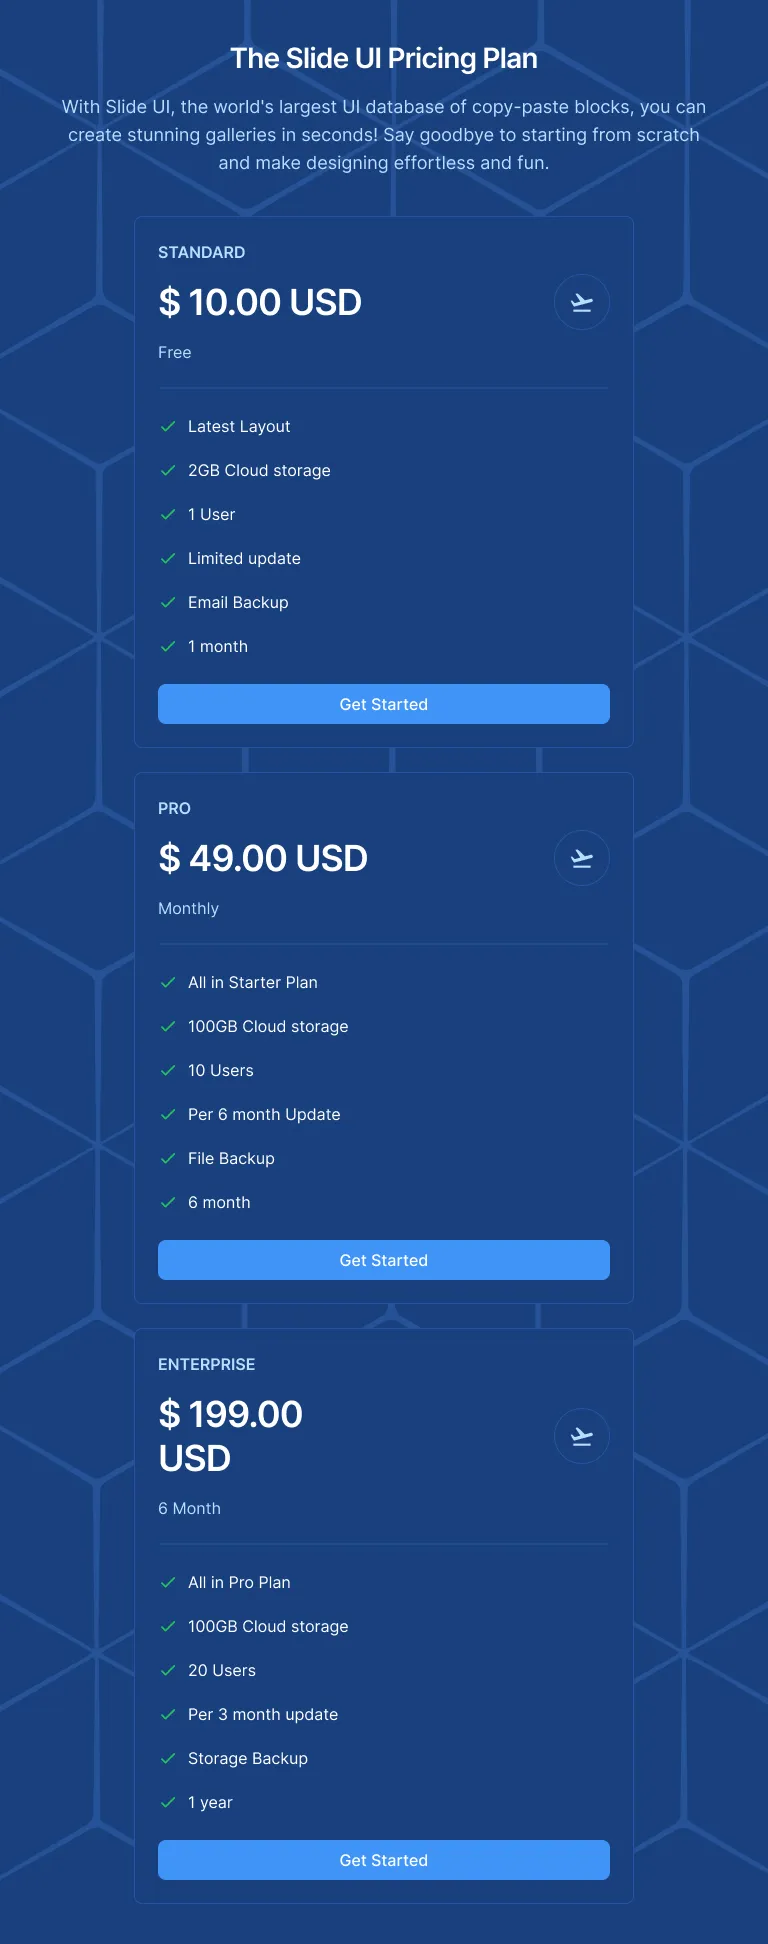 The Slide UI Pricing Plan
With Slide UI, the world's largest UI database of copy-paste blocks, you can
create stunning galleries in seconds! Say goodbye to starting from scratch
and make designing effortless and fun.
STANDARD
$ 10.00 USD
Free
Latest Layout
2GB Cloud storage
1 User
Limited update
Email Backup
1 month
Get Started
PRO
$ 49.00 USD
Monthly
All in Starter Plan
100GB Cloud storage
10 Users
Per 6 month Update
File Backup
6 month
Get Started
ENTERPRISE
$ 199.00
USD
6 Month
All in Pro Plan
100GB Cloud storage
20 Users
Per 3 month update
Storage Backup
1 year
Get Started